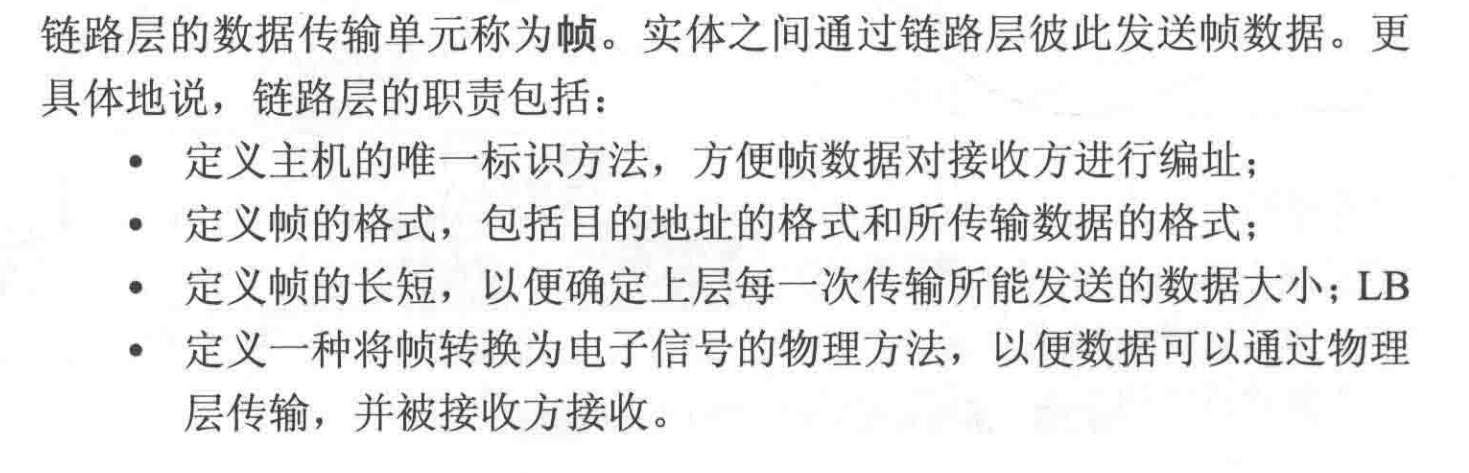 链路层的数据传输单元称为帧。实体之间通过链路层彼此发送帧数据。更
具体地说，链路层的职责包括：
• 定义主机的唯一标识方法，方便帧数据对接收方进行编址；
• 定义帧的格式，包括目的地址的格式和所传输数据的格式；
• 定义帧的长短，以便确定上层每一次传输所能发送的数据大小；LB
• 定义一种将帧转换为电子信号的物理方法，以便数据可以通过物理
层传输，并被接收方接收。